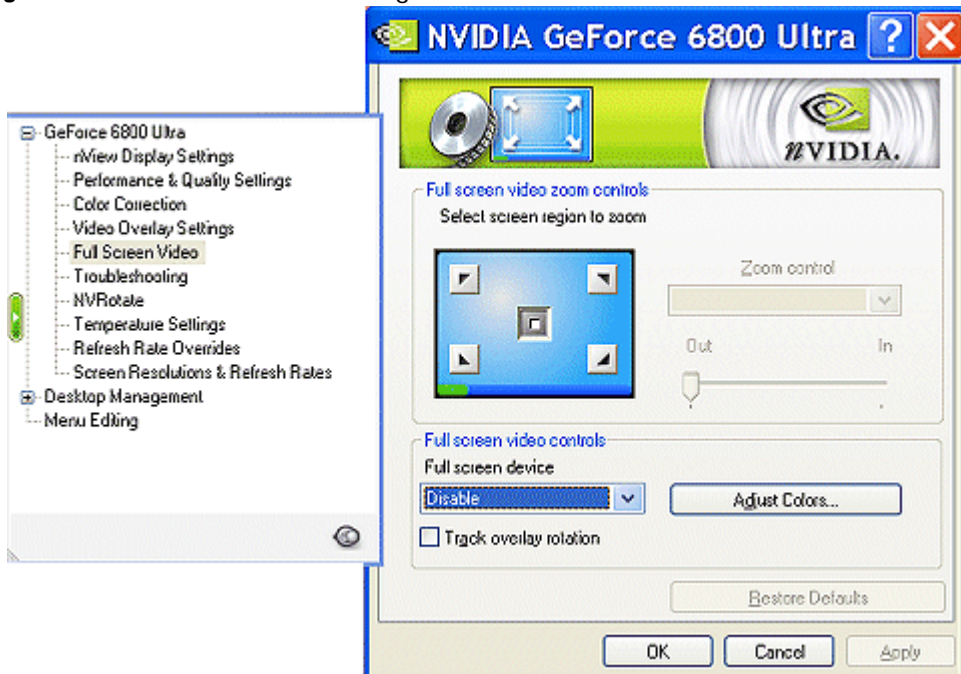 NVIDIA GeForce 6800 Ultra
nVIDIA.
GeForce 6800 Ultra
nView Display Settings
Performance & Quality Settings
Color Correction
Video Overlay Settings
Full Screen Video
Troubleshooting
NVRotate
Temperature Settings
Refresh Rate Overrides
Screen Resolutions & Refresh Rates
Desktop Management
Menu Editing
Full screen video zoom controls
Select screen region to zoom
Zoom control
Out In
Full screen video controls
Full screen device
Disable
Adjust Colors...
Track overlay rotation
Restore Defaults
OK Cancel Apply